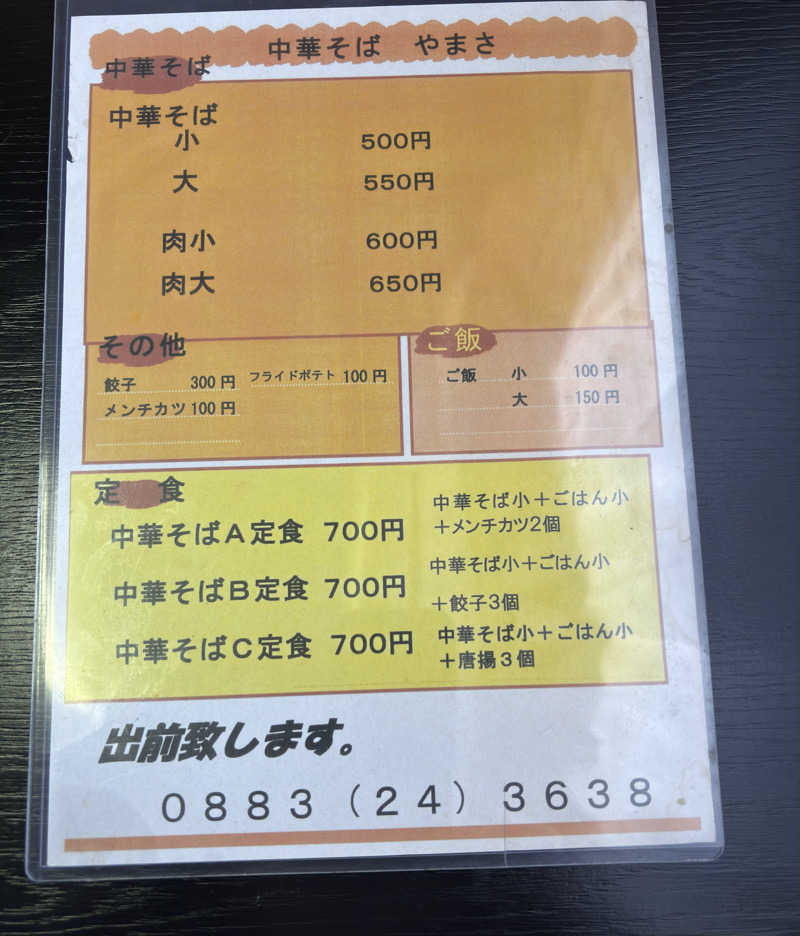 中華そば　やまさ
中華そば
中華そば
小 500円
大 550円
肉小 600円
肉大 650円
その他
餃子 300円 フライドポテト 100円
メンチカツ 100円
ご飯
ご飯 小 100円
大 150円
定　食
中華そばA定食 700円
中華そば小＋ごはん小
＋メンチカツ2個
中華そばB定食 700円
中華そば小＋ごはん小
＋餃子3個
中華そばC定食 700円
中華そば小＋ごはん小
＋唐揚３個
出前致します。
０８８３（２４）３６３８